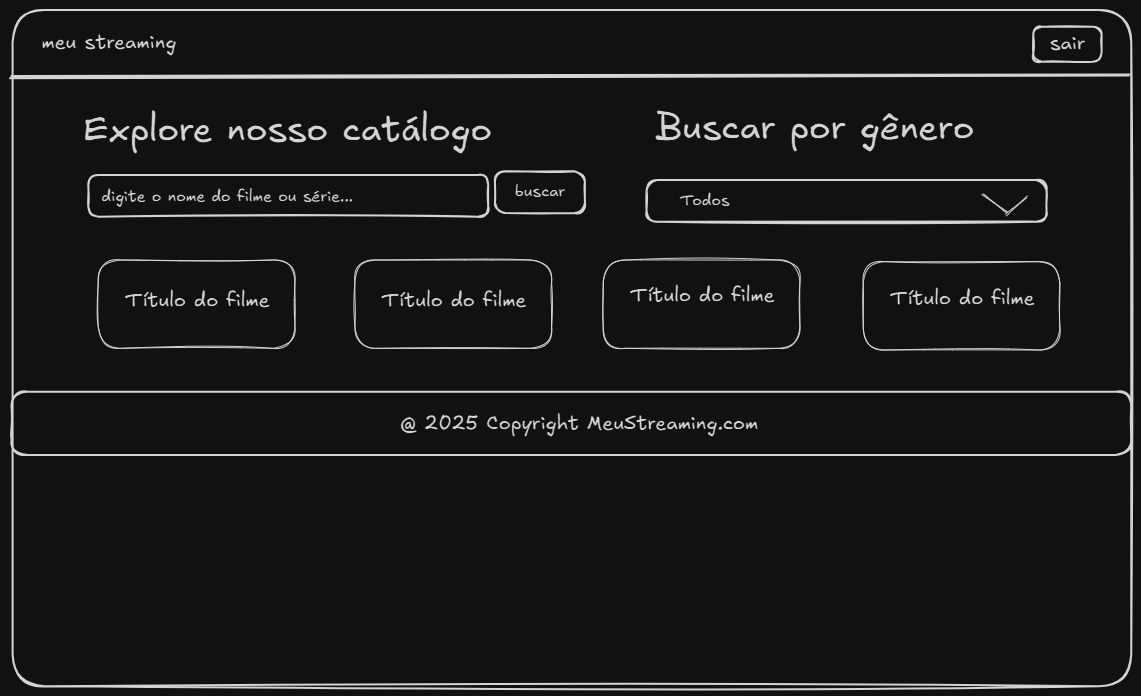 meu streaming
sair
Explore nosso catálogo
Buscar por gênero
digite o nome do filme ou série...
buscar
Todos
Título do filme
Título do filme
Título do filme
Título do filme
@ 2025 Copyright MeuStreaming.com